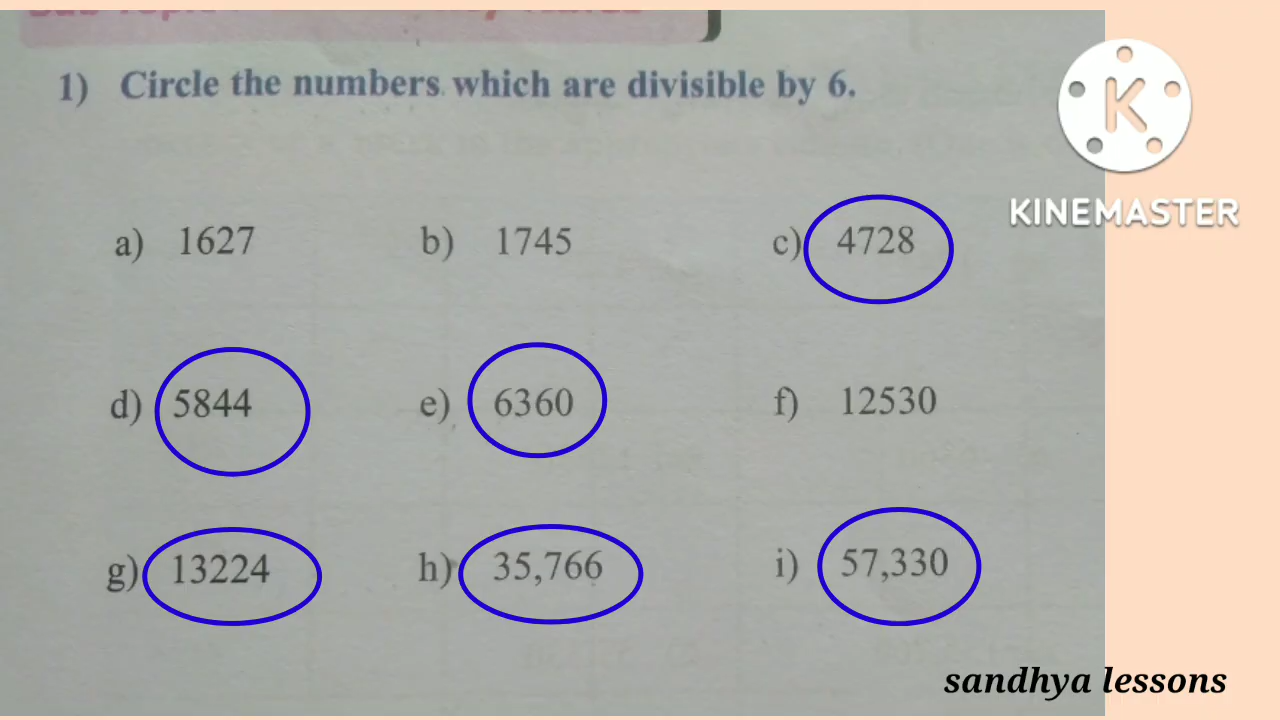 1) Circle the numbers which are divisible by 6.
KINEMASTER
a) 1627 b) 1745 c) 4728
d) 5844 e) 6360 f) 12530
g) 13224 h) 35,766 i) 57,330
sandhya lessons